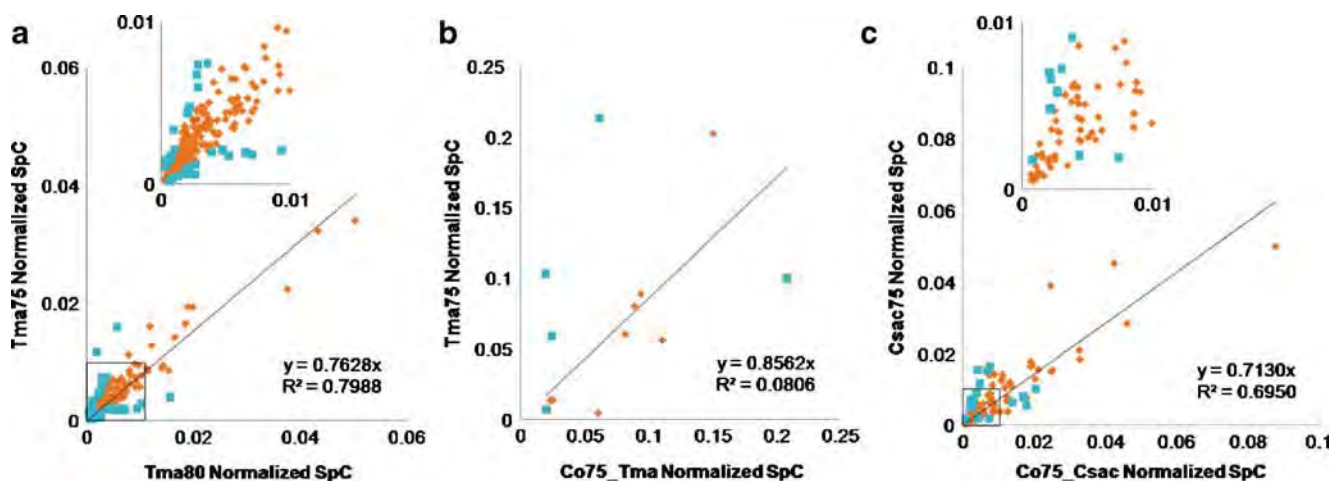 a
0.06
0.04
0.02
0
0
0.02
0.04
0.06
Tma75 Normalized SpC
Tma80 Normalized SpC
0.01
0
0
0.01
y = 0.7628x
R² = 0.7988
b
0.25
0.2
0.15
0.1
0.05
0
0
0.05
0.1
0.15
0.2
0.25
Tma75 Normalized SpC
Co75_Tma Normalized SpC
y = 0.8562x
R² = 0.0806
c
0.1
0.08
0.06
0.04
0.02
0
0
0.02
0.04
0.06
0.08
0.1
Csac75 Normalized SpC
Co75_Csac Normalized SpC
0.01
0
0
0.01
y = 0.7130x
R² = 0.6950